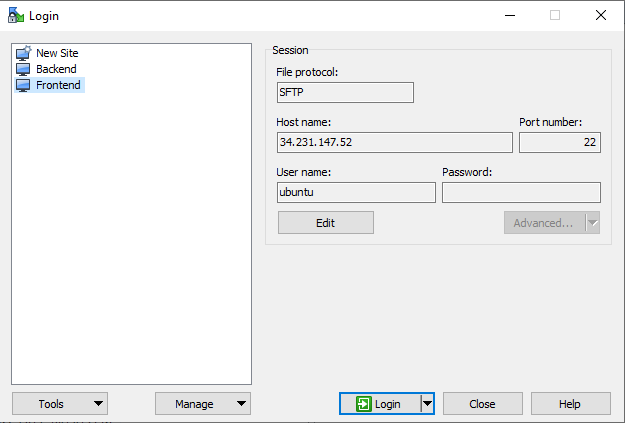 Login
New Site
Backend
Frontend
Session
File protocol:
SFTP
Host name:
Port number:
34.231.147.52
22
User name:
Password:
ubuntu
Edit
Advanced...
Tools
Manage
Login
Close
Help